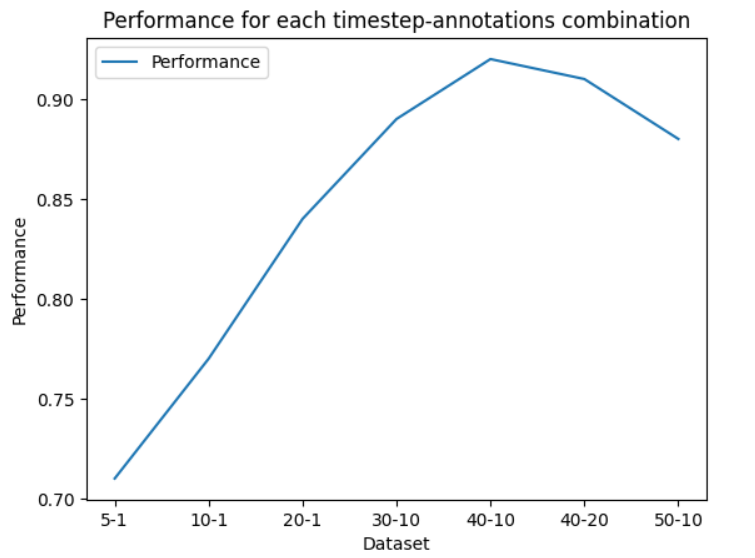 Performance for each timestep-annotations combination
Performance
0.90
0.85
0.80
0.75
0.70
Performance
5-1 10-1 20-1 30-10 40-10 40-20 50-10
Dataset